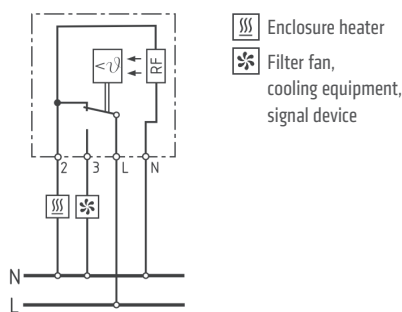 <ϑ
RF
2 3 L N
N
L
Enclosure heater
Filter fan,
cooling equipment,
signal device